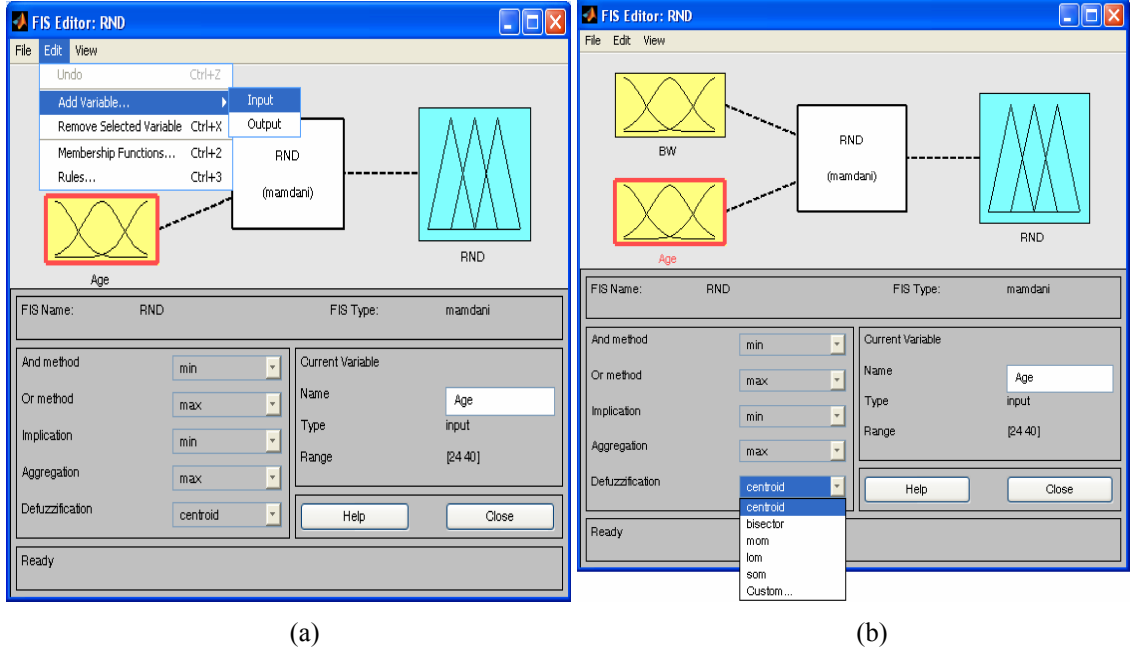 FIS Editor: RND
File Edit View
Undo Ctrl+Z
Add Variable... Input
Remove Selected Variable Ctrl+X Output
Membership Functions... Ctrl+2
Rules... Ctrl+3
RND
(mamdani)
RND
Age
FIS Name: RND FIS Type: mamdani
And method min
Or method max
Implication min
Aggregation max
Defuzzification centroid
Current Variable
Name Age
Type input
Range [24 40]
Help Close
Ready
(a)
FIS Editor: RND
File Edit View
BW
RND
(mamdani)
RND
Age
FIS Name: RND FIS Type: mamdani
And method min
Or method max
Implication min
Aggregation max
Defuzzification centroid
centroid
bisector
mom
lom
som
Custom...
Current Variable
Name Age
Type input
Range [24 40]
Help Close
Ready
(b)